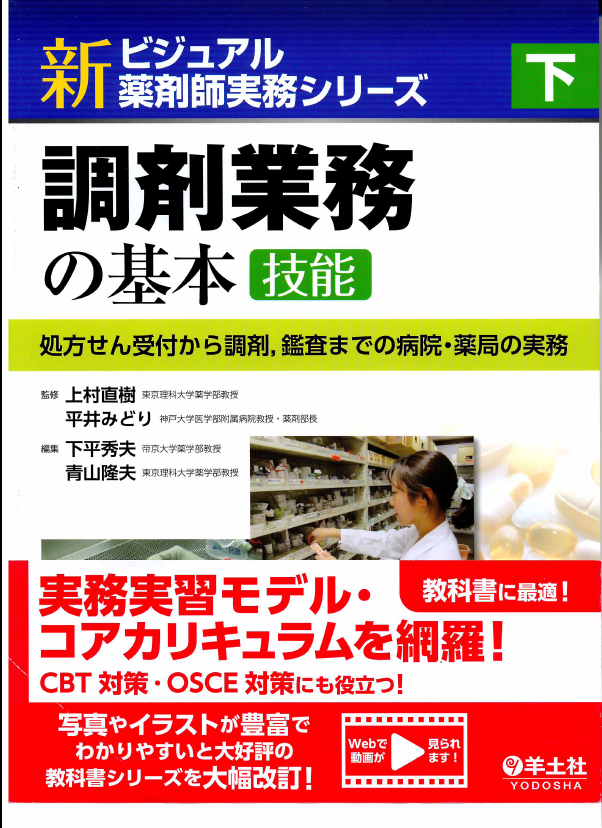 新 ビジュアル
薬剤師実務シリーズ
下
調剤業務
の基本 技能
処方せん受付から調剤,鑑査までの病院・薬局の実務
監修 上村直樹 東京理科大学薬学部教授
平井みどり 神戸大学医学部附属病院教授・薬剤部長
編集 下平秀夫 帝京大学薬学部教授
青山隆夫 東京理科大学薬学部教授
教科書に最適!
実務実習モデル・
コアカリキュラムを網羅!
CBT 対策・OSCE 対策にも役立つ!
写真やイラストが豊富で
わかりやすいと大好評の
教科書シリーズを大幅改訂!
Webで
動画が
見られ
ます!
羊土社
YODOSHA